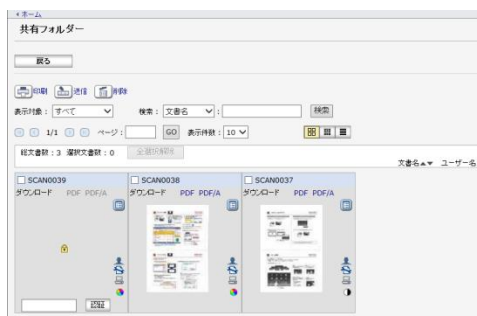 ホーム
共有フォルダー
戻る
印刷 送信 削除
表示対象： すべて 検索： 文書名 ： 検索
1/1 ページ： GO 表示件数： 10
総文書数：3 選択文書数：0 全選択解除
文書名▲▼ ユーザー名
SCAN0039 SCAN0038 SCAN0037
ダウンロード PDF PDF/A ダウンロード PDF PDF/A ダウンロード PDF PDF/A
認証